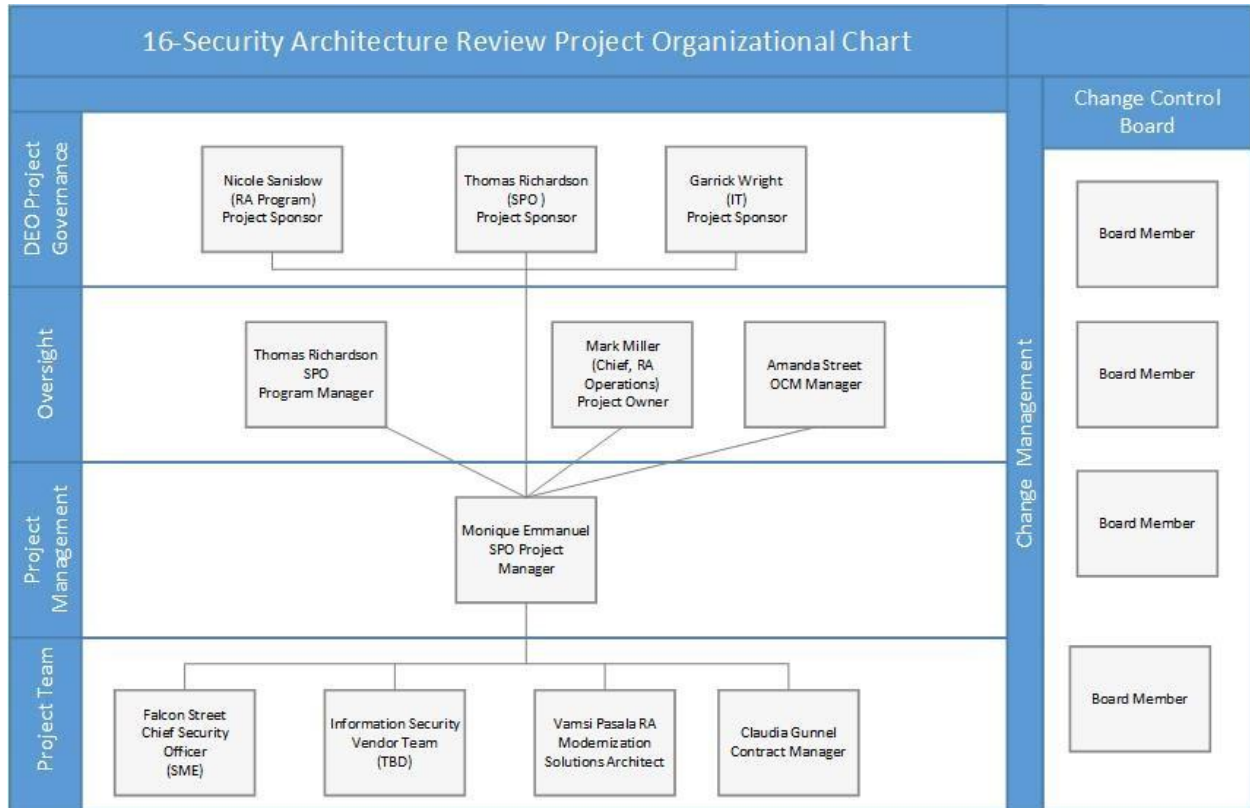 16-Security Architecture Review Project Organizational Chart
Change Control
Board
DEO Project
Governance
Nicole Sanislow
(RA Program)
Project Sponsor
Thomas Richardson
(SPO )
Project Sponsor
Garrick Wright
(IT)
Project Sponsor
Oversight
Thomas Richardson
SPO
Program Manager
Mark Miller
(Chief, RA
Operations)
Project Owner
Amanda Street
OCM Manager
Project
Management
Monique Emmanuel
SPO Project
Manager
Project Team
Falcon Street
Chief Security
Officer
(SME)
Information Security
Vendor Team
(TBD)
Vamsi Pasala RA
Modernization
Solutions Architect
Claudia Gunnel
Contract Manager
Change Management
Board Member
Board Member
Board Member
Board Member